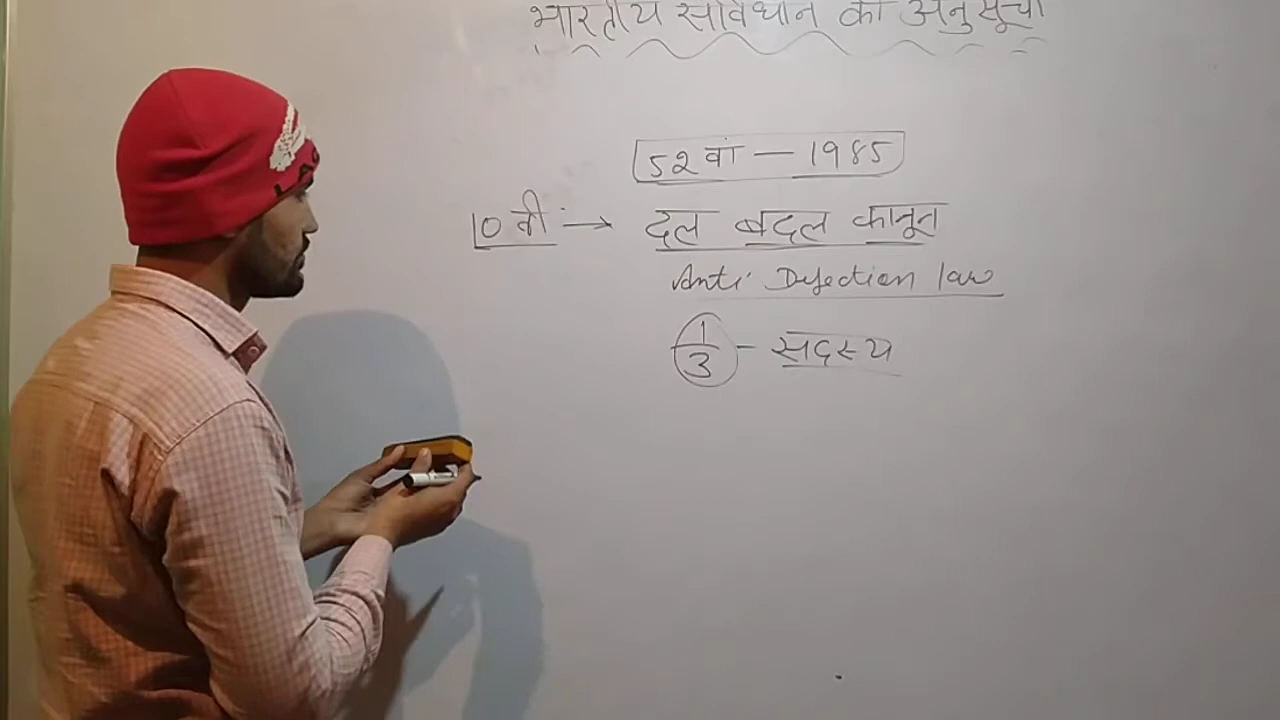 भारतीय संविधान की अनुसूची
52 वां — 1985
10 वीं → दल बदल कानून
Anti Defection law
1/3 - सदस्य